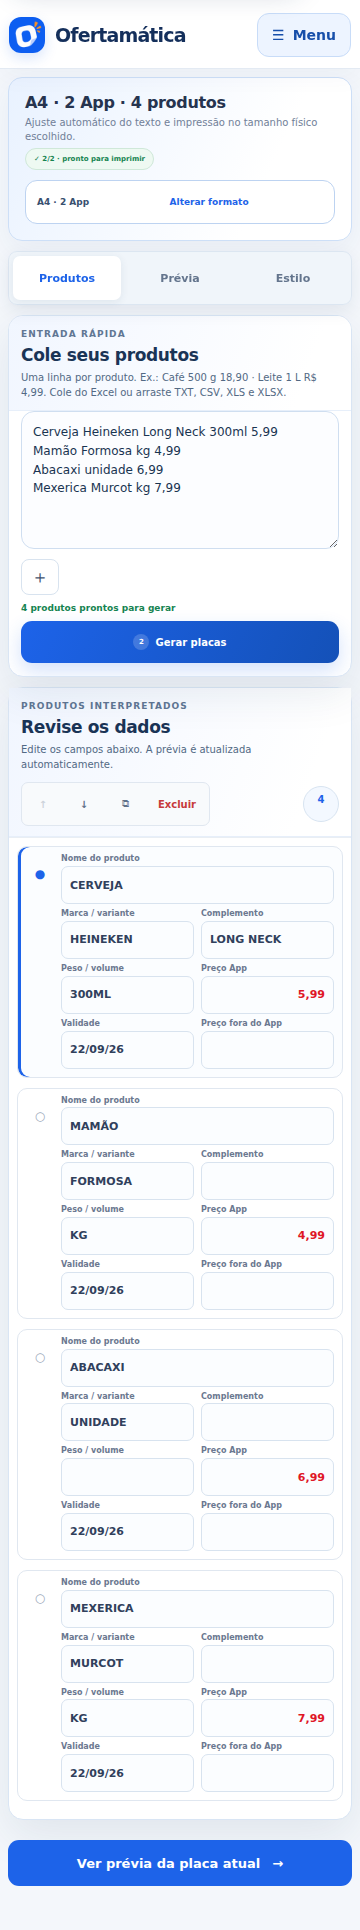 Ofertamática
☰ Menu
A4 · 2 App · 4 produtos
Ajuste automático do texto e impressão no tamanho físico
escolhido.
✓ 2/2 · pronto para imprimir
A4 · 2 App Alterar formato
Produtos Prévia Estilo
ENTRADA RÁPIDA
Cole seus produtos
Uma linha por produto. Ex.: Café 500 g 18,90 · Leite 1 L R$
4,99. Cole do Excel ou arraste TXT, CSV, XLS e XLSX.
Cerveja Heineken Long Neck 300ml 5,99
Mamão Formosa kg 4,99
Abacaxi unidade 6,99
Mexerica Murcot kg 7,99
+
4 produtos prontos para gerar
2 Gerar placas
PRODUTOS INTERPRETADOS
Revise os dados
Edite os campos abaixo. A prévia é atualizada
automaticamente.
↑ ↓ ⧉ Excluir 4
Nome do produto
CERVEJA
Marca / variante Complemento
HEINEKEN LONG NECK
Peso / volume Preço App
300ML 5,99
Validade Preço fora do App
22/09/26
Nome do produto
MAMÃO
Marca / variante Complemento
FORMOSA
Peso / volume Preço App
KG 4,99
Validade Preço fora do App
22/09/26
Nome do produto
ABACAXI
Marca / variante Complemento
UNIDADE
Peso / volume Preço App
6,99
Validade Preço fora do App
22/09/26
Nome do produto
MEXERICA
Marca / variante Complemento
MURCOT
Peso / volume Preço App
KG 7,99
Validade Preço fora do App
22/09/26
Ver prévia da placa atual →